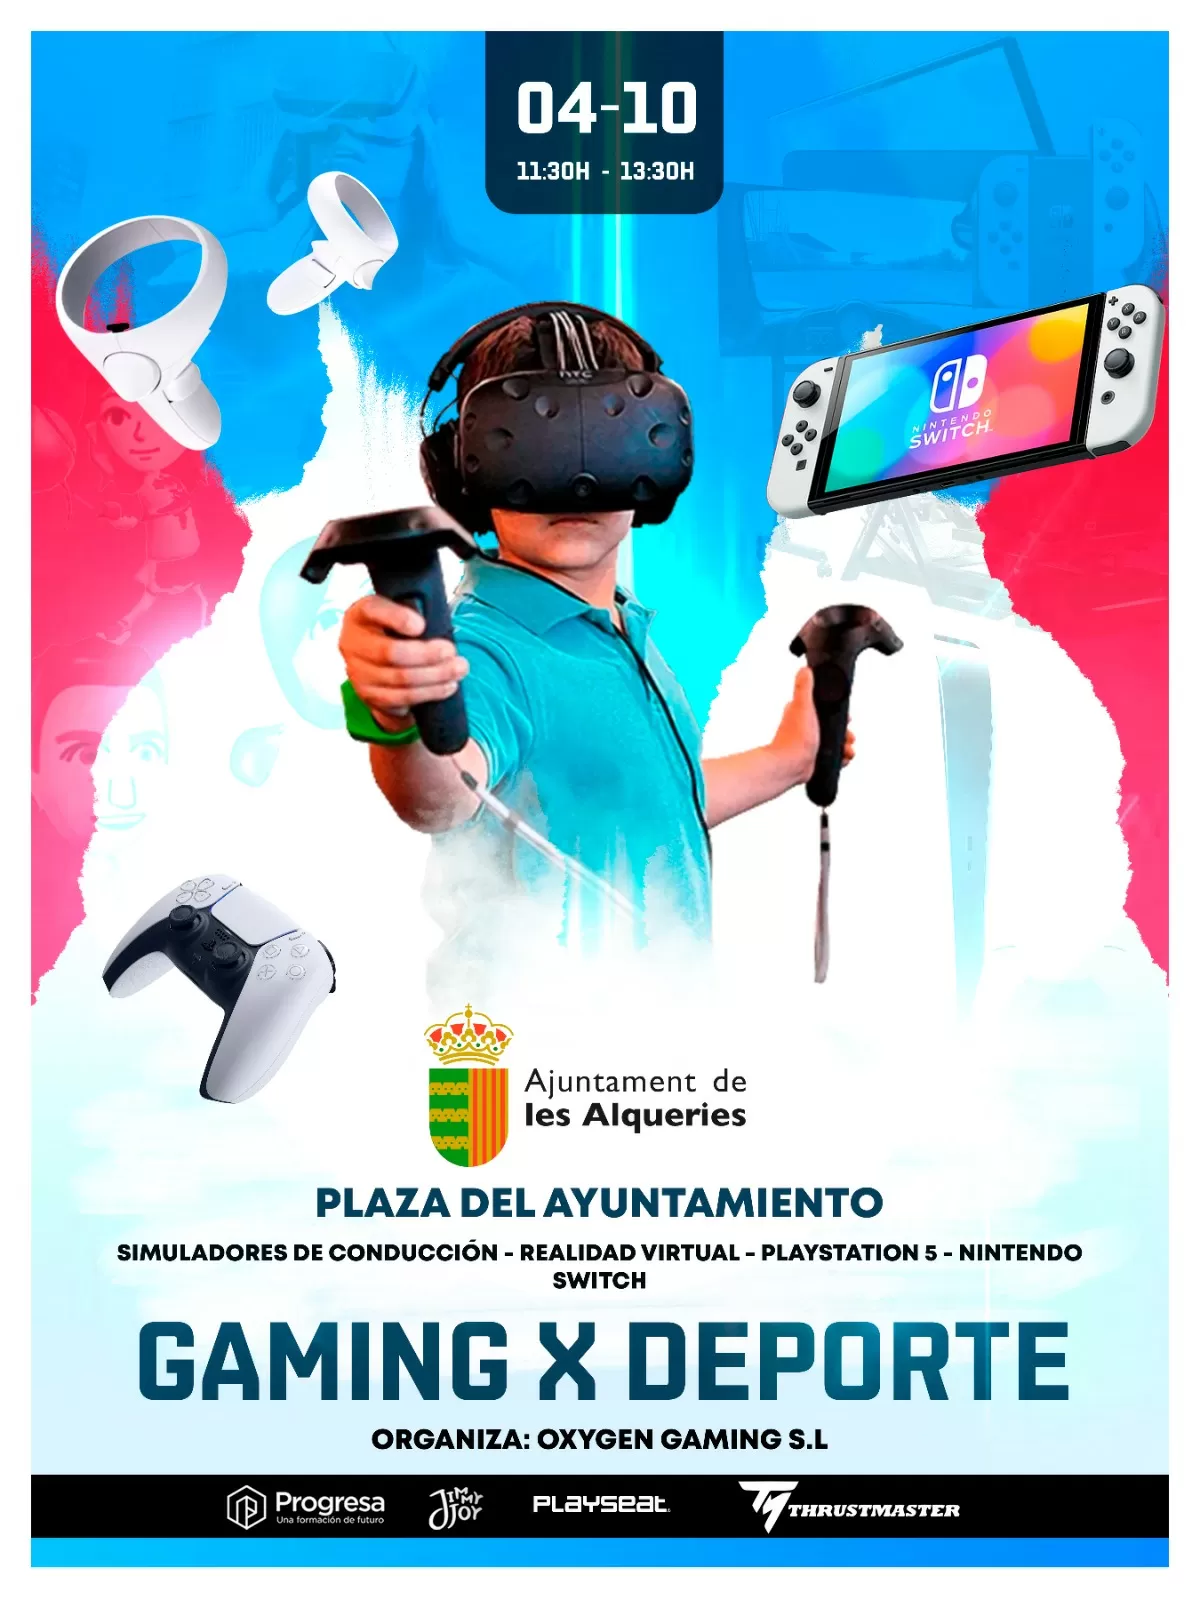 04-10
11:30H - 13:30H
HTC
NINTENDO
SWITCH
Ajuntament de
les Alqueries
PLAZA DEL AYUNTAMIENTO
SIMULADORES DE CONDUCCIÓN - REALIDAD VIRTUAL - PLAYSTATION 5 - NINTENDO
SWITCH
GAMING X DEPORTE
ORGANIZA: OXYGEN GAMING S.L
Progresa
Una formación de futuro
JIMMY JOY
PLAYSEAT
THRUSTMASTER